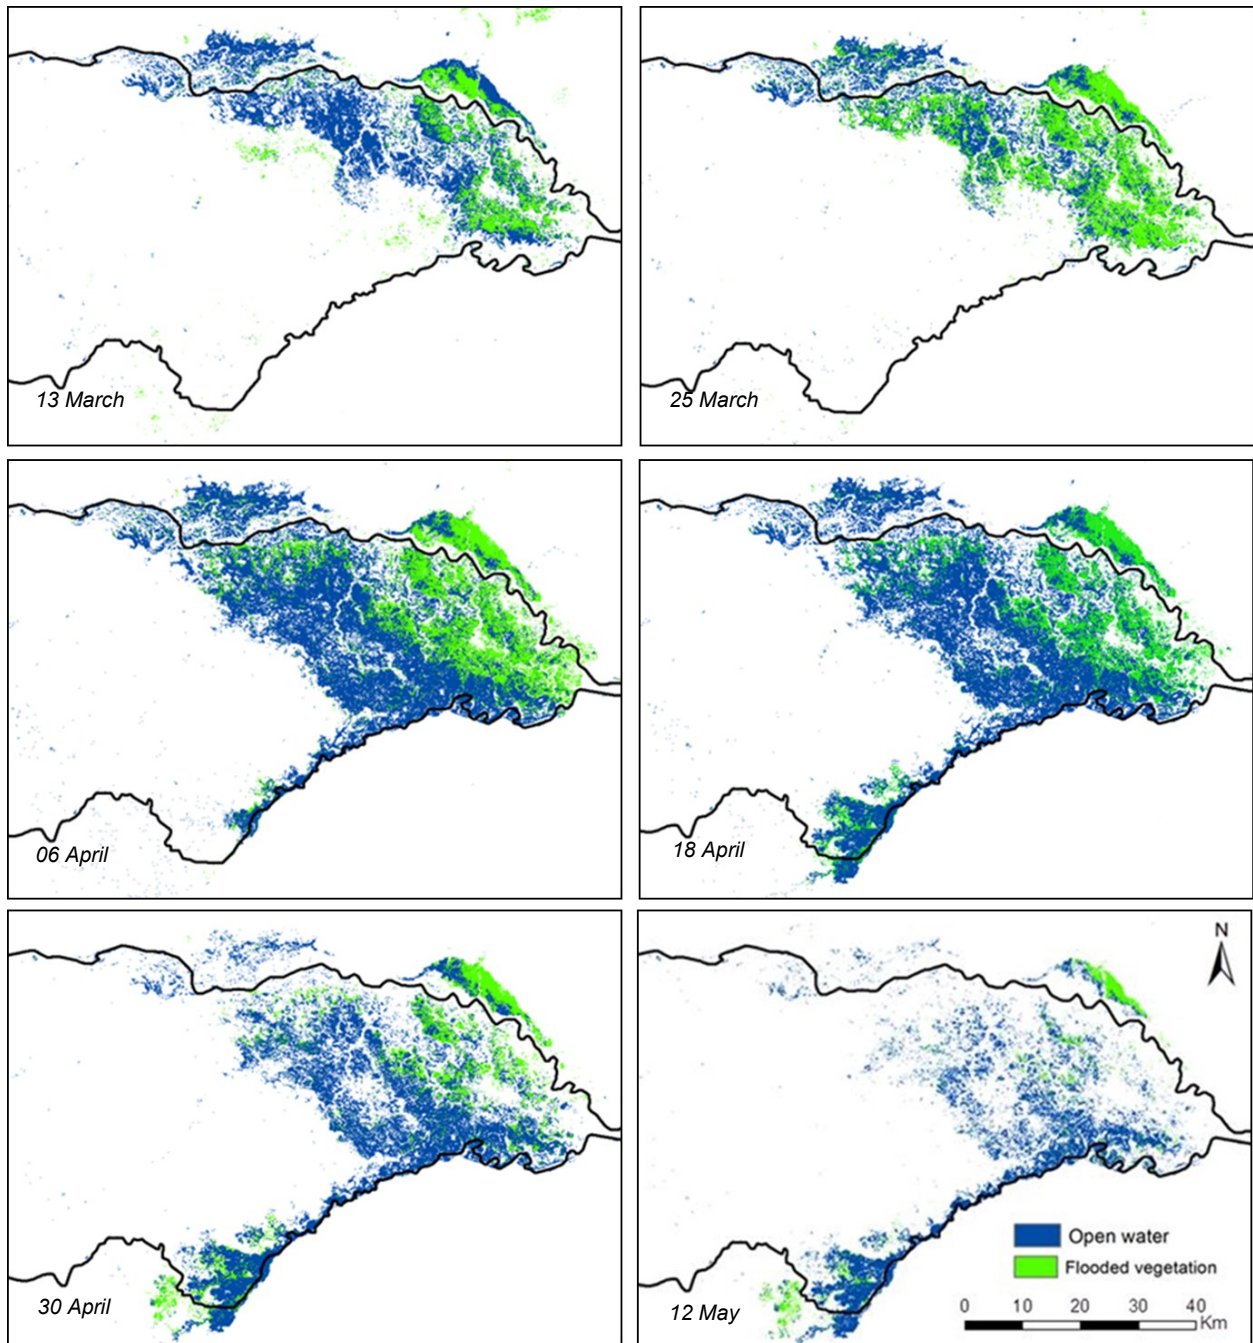 13 March
25 March
06 April
18 April
30 April
12 May
N
Open water
Flooded vegetation
0 10 20 30 40
Km